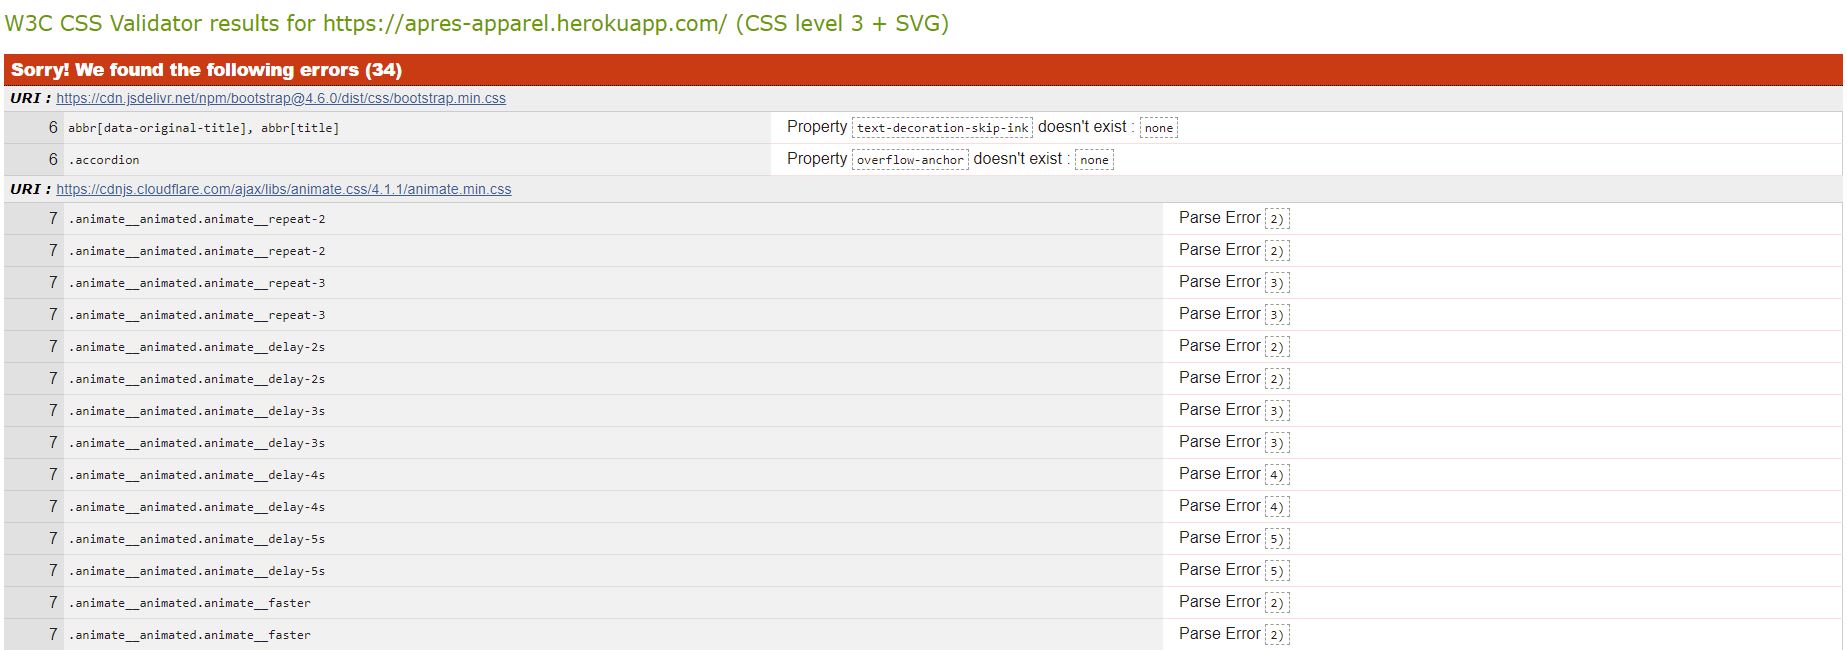 W3C CSS Validator results for https://apres-apparel.herokuapp.com/ (CSS level 3 + SVG)
Sorry! We found the following errors (34)
URI : https://cdn.jsdelivr.net/npm/bootstrap@4.6.0/dist/css/bootstrap.min.css
6 abbr[data-original-title], abbr[title] Property text-decoration-skip-ink doesn't exist : none
6 .accordion Property overflow-anchor doesn't exist : none
URI : https://cdnjs.cloudflare.com/ajax/libs/animate.css/4.1.1/animate.min.css
7 .animate__animated.animate__repeat-2 Parse Error 2)
7 .animate__animated.animate__repeat-2 Parse Error 2)
7 .animate__animated.animate__repeat-3 Parse Error 3)
7 .animate__animated.animate__repeat-3 Parse Error 3)
7 .animate__animated.animate__delay-2s Parse Error 2)
7 .animate__animated.animate__delay-2s Parse Error 2)
7 .animate__animated.animate__delay-3s Parse Error 3)
7 .animate__animated.animate__delay-3s Parse Error 3)
7 .animate__animated.animate__delay-4s Parse Error 4)
7 .animate__animated.animate__delay-4s Parse Error 4)
7 .animate__animated.animate__delay-5s Parse Error 5)
7 .animate__animated.animate__delay-5s Parse Error 5)
7 .animate__animated.animate__faster Parse Error 2)
7 .animate__animated.animate__faster Parse Error 2)